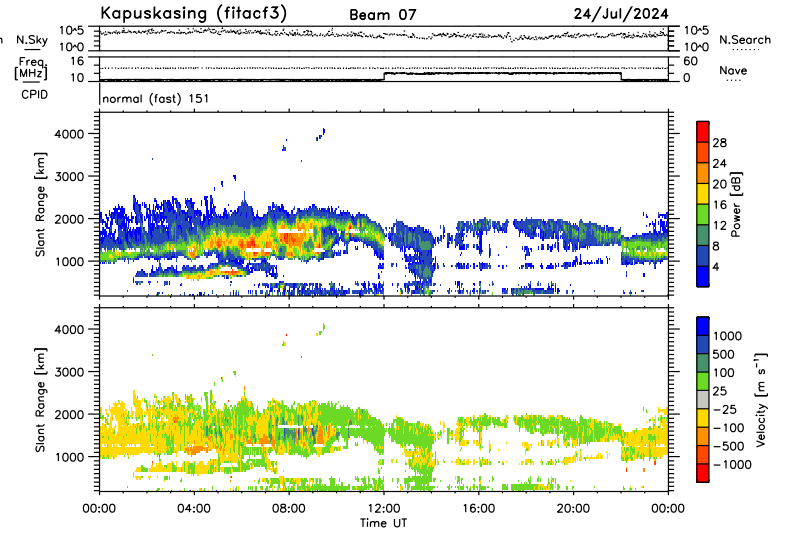 Kapuskasing (fitacf3) Beam 07 24/Jul/2024
N.Sky 10^5 10^0 10^5 10^0 N.Search
Freq. [MHz] 16 10 60 0 Nave
CPID normal (fast) 151
Slant Range [km] 4000 3000 2000 1000
4000 3000 2000 1000 Slant Range [km]
28
24
20
16
12
8
4
Power [dB]
1000
500
100
25
-25
-100
-500
-1000
Velocity [m s⁻¹]
00:00 04:00 08:00 12:00 16:00 20:00 00:00
Time UT